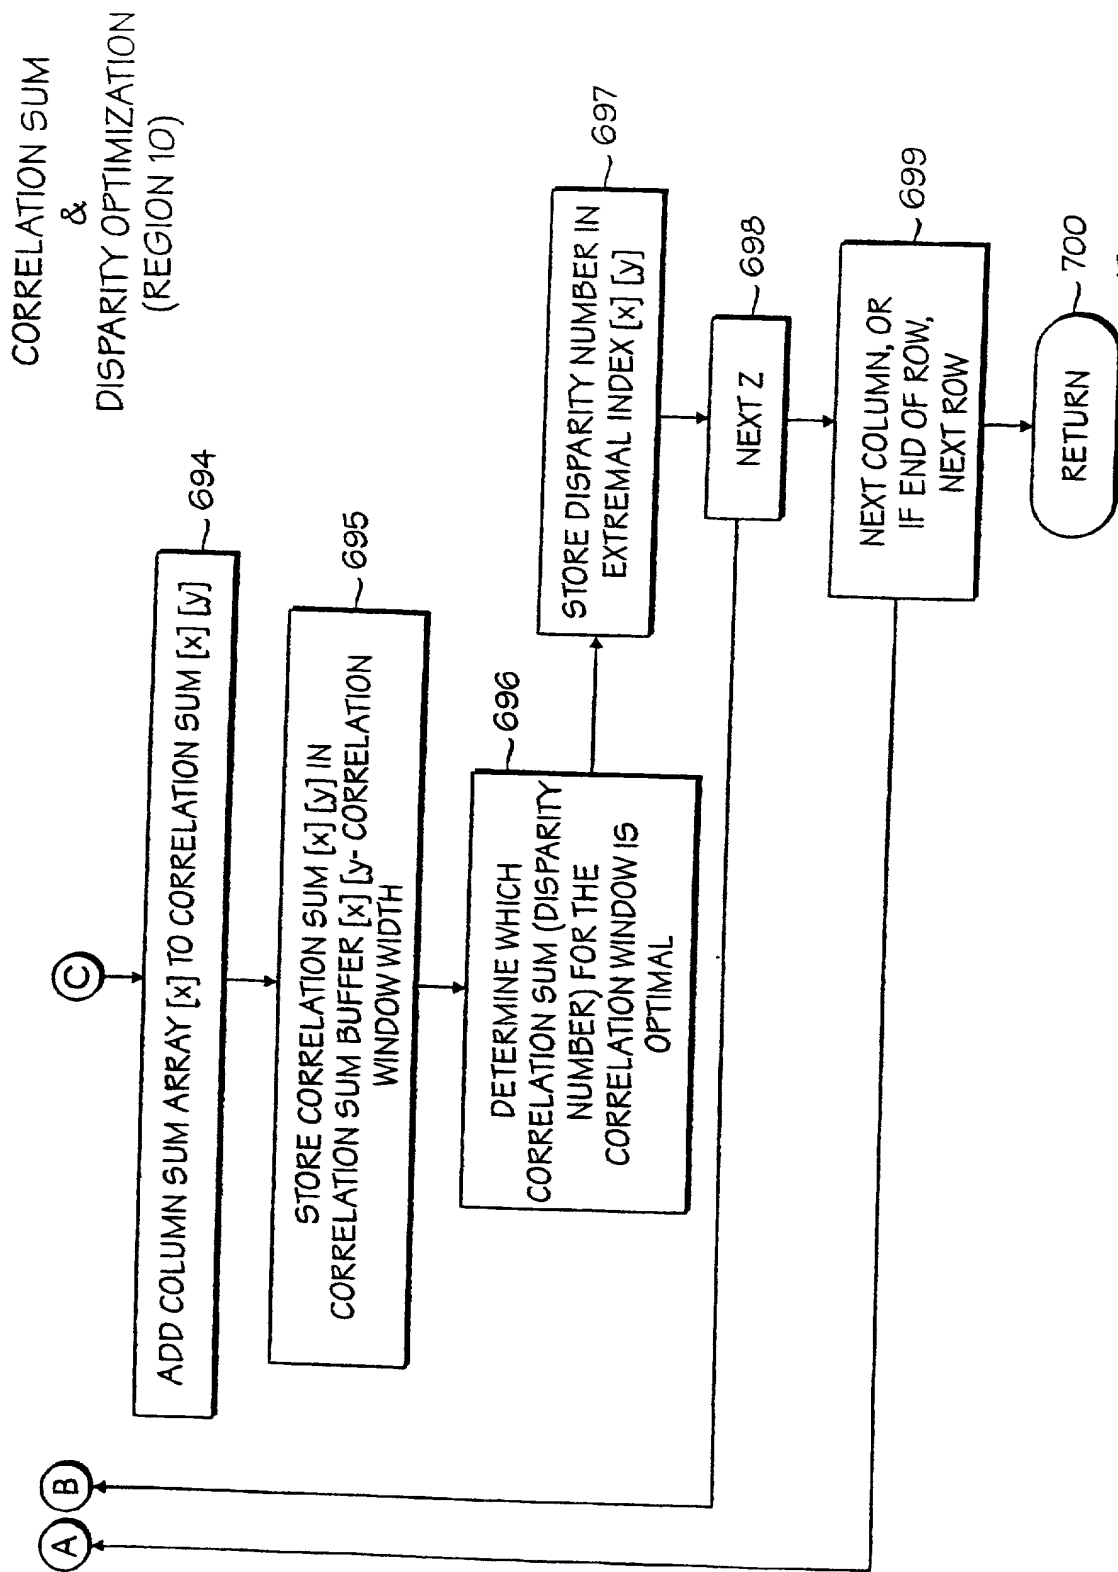 CORRELATION SUM
&
DISPARITY OPTIMIZATION
(REGION 10)
C
ADD COLUMN SUM ARRAY [x] TO CORRELATION SUM [x] [y]
694
STORE CORRELATION SUM [x] [y] IN
CORRELATION SUM BUFFER [x] [y- CORRELATION
WINDOW WIDTH
695
DETERMINE WHICH
CORRELATION SUM (DISPARITY
NUMBER) FOR THE
CORRELATION WINDOW IS
OPTIMAL
696
STORE DISPARITY NUMBER IN
EXTREMAL INDEX [x] [y]
697
NEXT Z
698
NEXT COLUMN, OR
IF END OF ROW,
NEXT ROW
699
RETURN
700
A
B